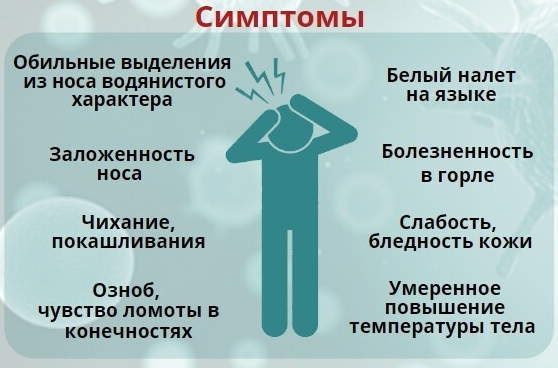 Симптомы
Обильные выделения
из носа водянистого
характера
Заложенность
носа
Чихание,
покашливания
Озноб,
чувство ломоты в
конечностях
Белый налет
на языке
Болезненность
в горле
Слабость,
бледность кожи
Умеренное
повышение
температуры тела